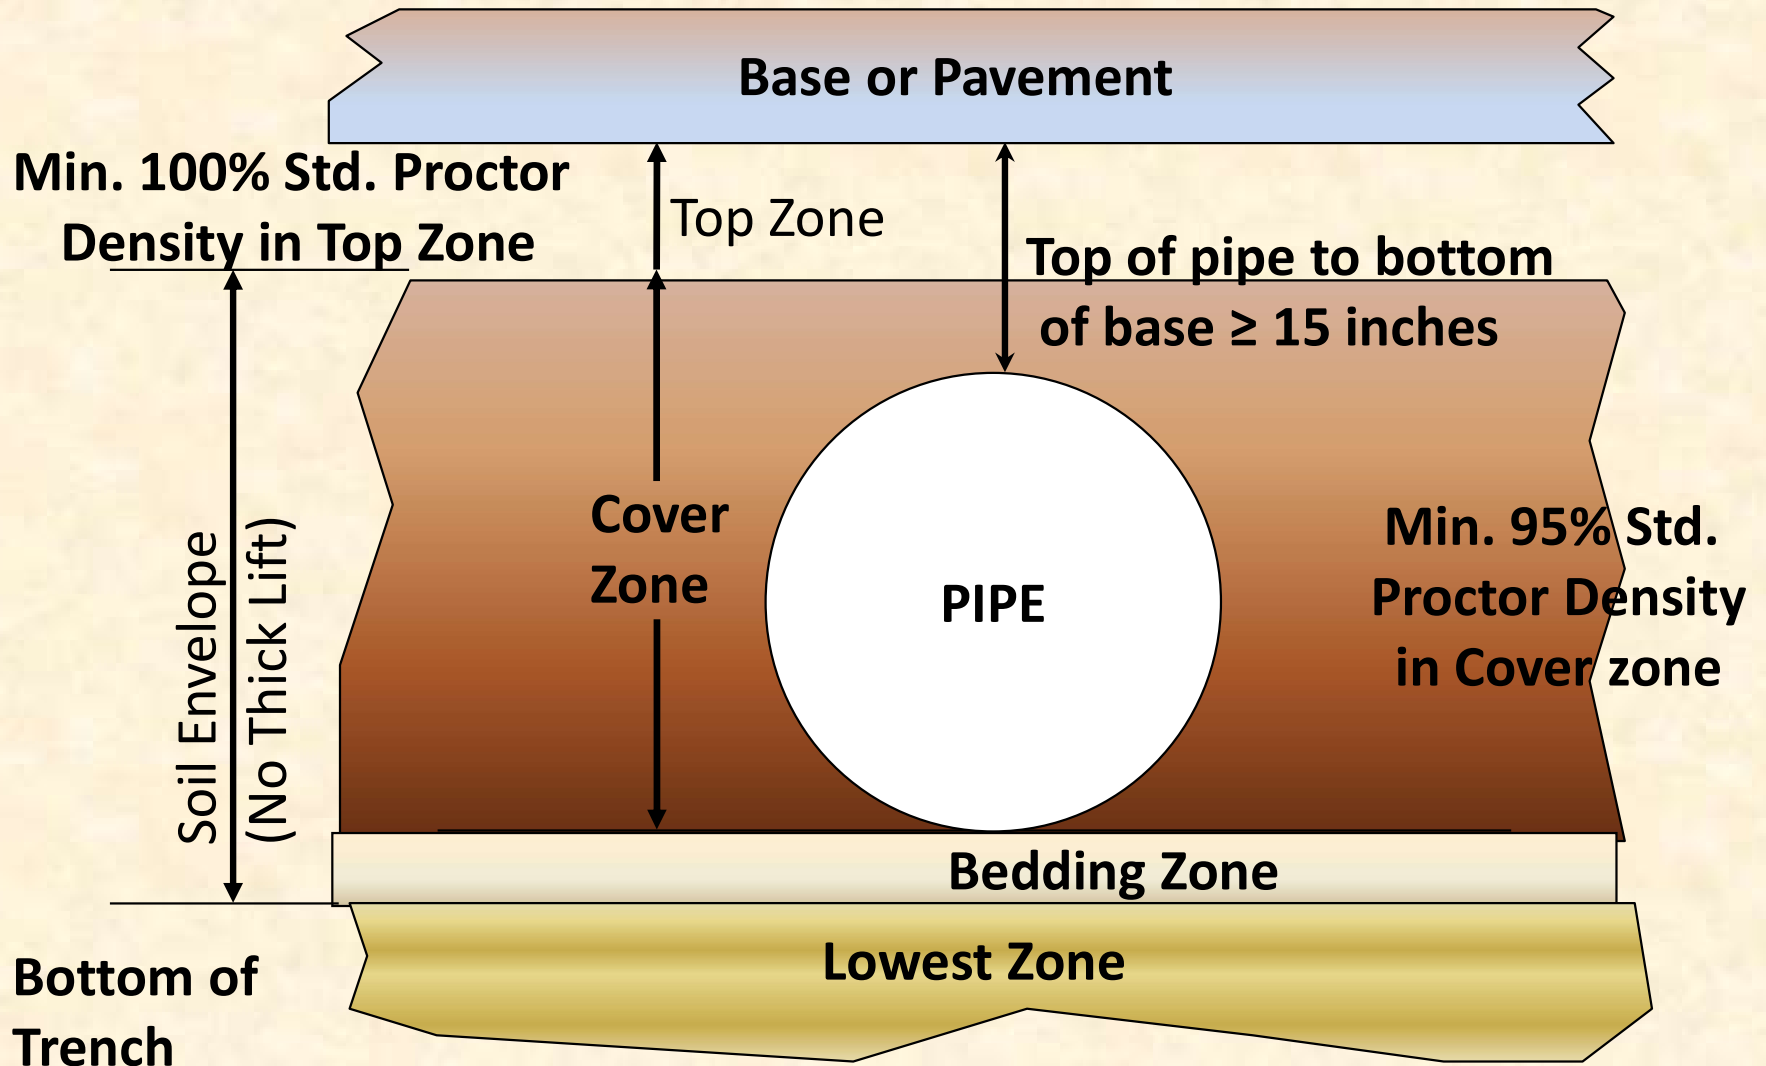 Base or Pavement
Min. 100% Std. Proctor
Density in Top Zone
Top Zone
Top of pipe to bottom
of base ≥ 15 inches
Cover
Zone
PIPE
Min. 95% Std.
Proctor Density
in Cover zone
Soil Envelope
(No Thick Lift)
Bedding Zone
Lowest Zone
Bottom of
Trench